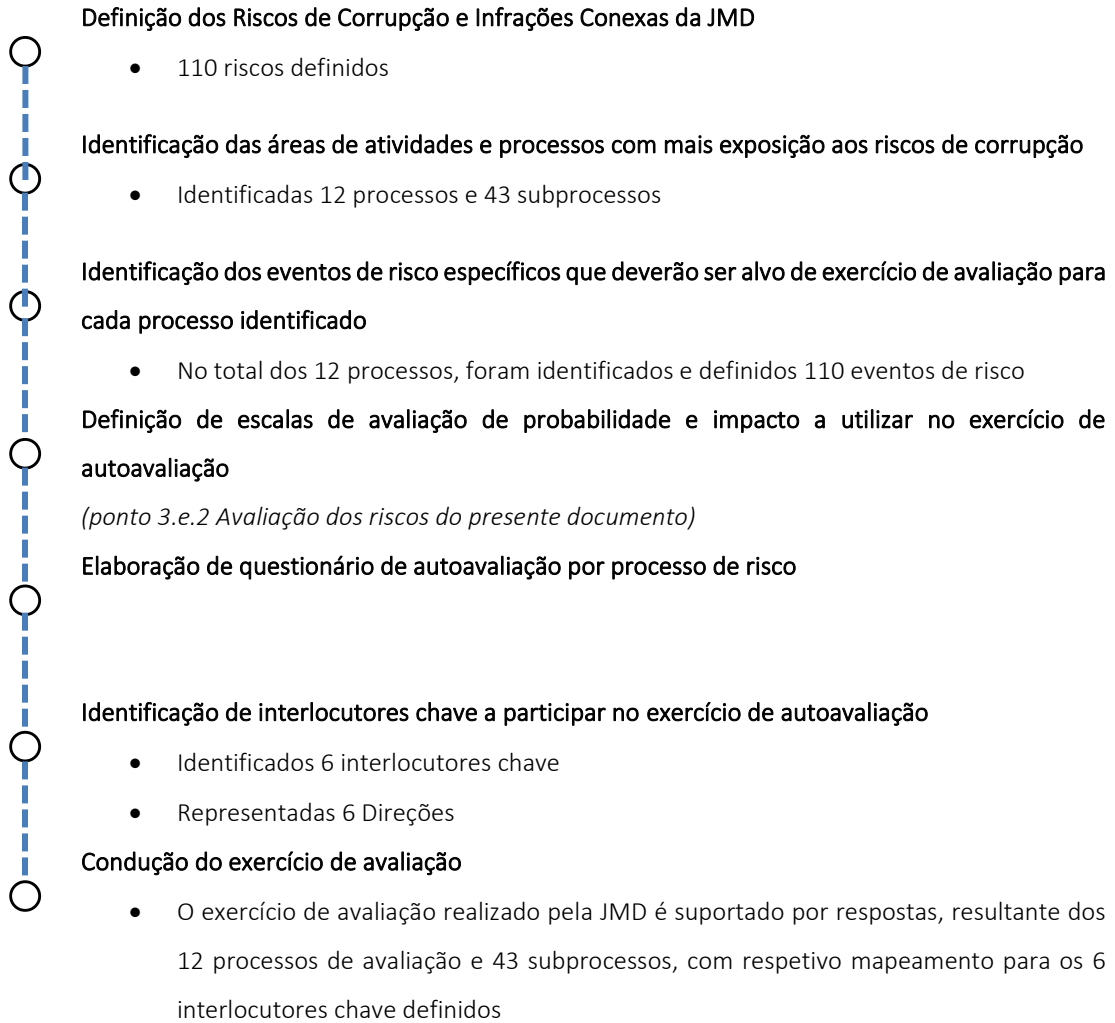 Definição dos Riscos de Corrupção e Infrações Conexas da JMD
• 110 riscos definidos
Identificação das áreas de atividades e processos com mais exposição aos riscos de corrupção
• Identificadas 12 processos e 43 subprocessos
Identificação dos eventos de risco específicos que deverão ser alvo de exercício de avaliação para
cada processo identificado
• No total dos 12 processos, foram identificados e definidos 110 eventos de risco
Definição de escalas de avaliação de probabilidade e impacto a utilizar no exercício de
autoavaliação
(ponto 3.e.2 Avaliação dos riscos do presente documento)
Elaboração de questionário de autoavaliação por processo de risco
Identificação de interlocutores chave a participar no exercício de autoavaliação
• Identificados 6 interlocutores chave
• Representadas 6 Direções
Condução do exercício de avaliação
• O exercício de avaliação realizado pela JMD é suportado por respostas, resultante dos
12 processos de avaliação e 43 subprocessos, com respetivo mapeamento para os 6
interlocutores chave definidos